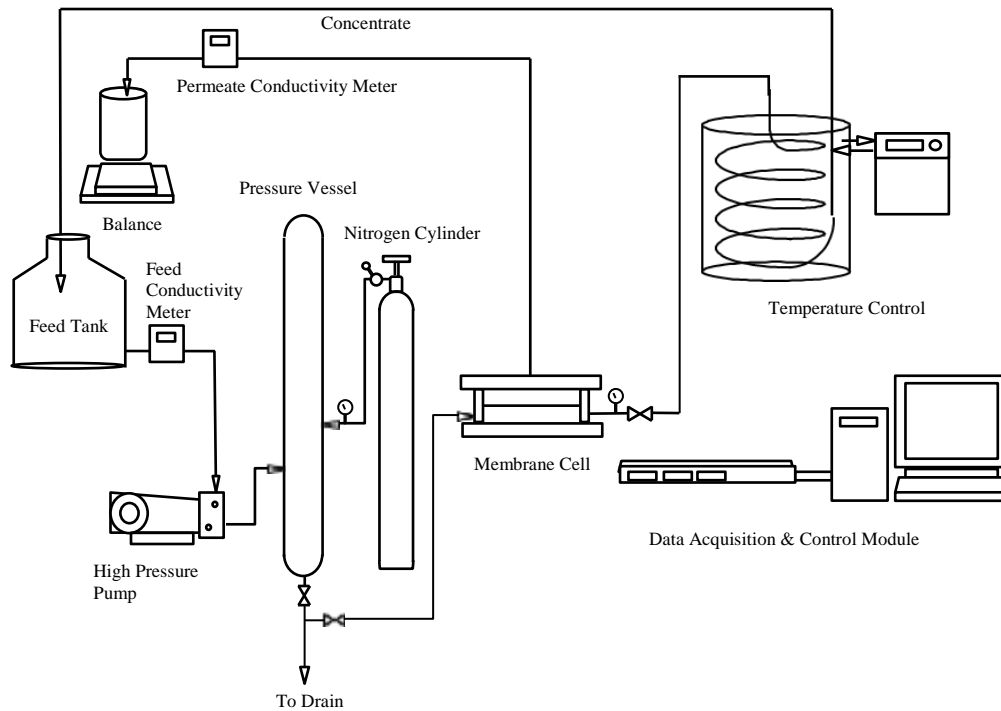 Concentrate
Permeate Conductivity Meter
Pressure Vessel
Balance
Nitrogen Cylinder
Feed
Conductivity
Meter
Feed Tank
Temperature Control
Membrane Cell
Data Acquisition & Control Module
High Pressure
Pump
To Drain